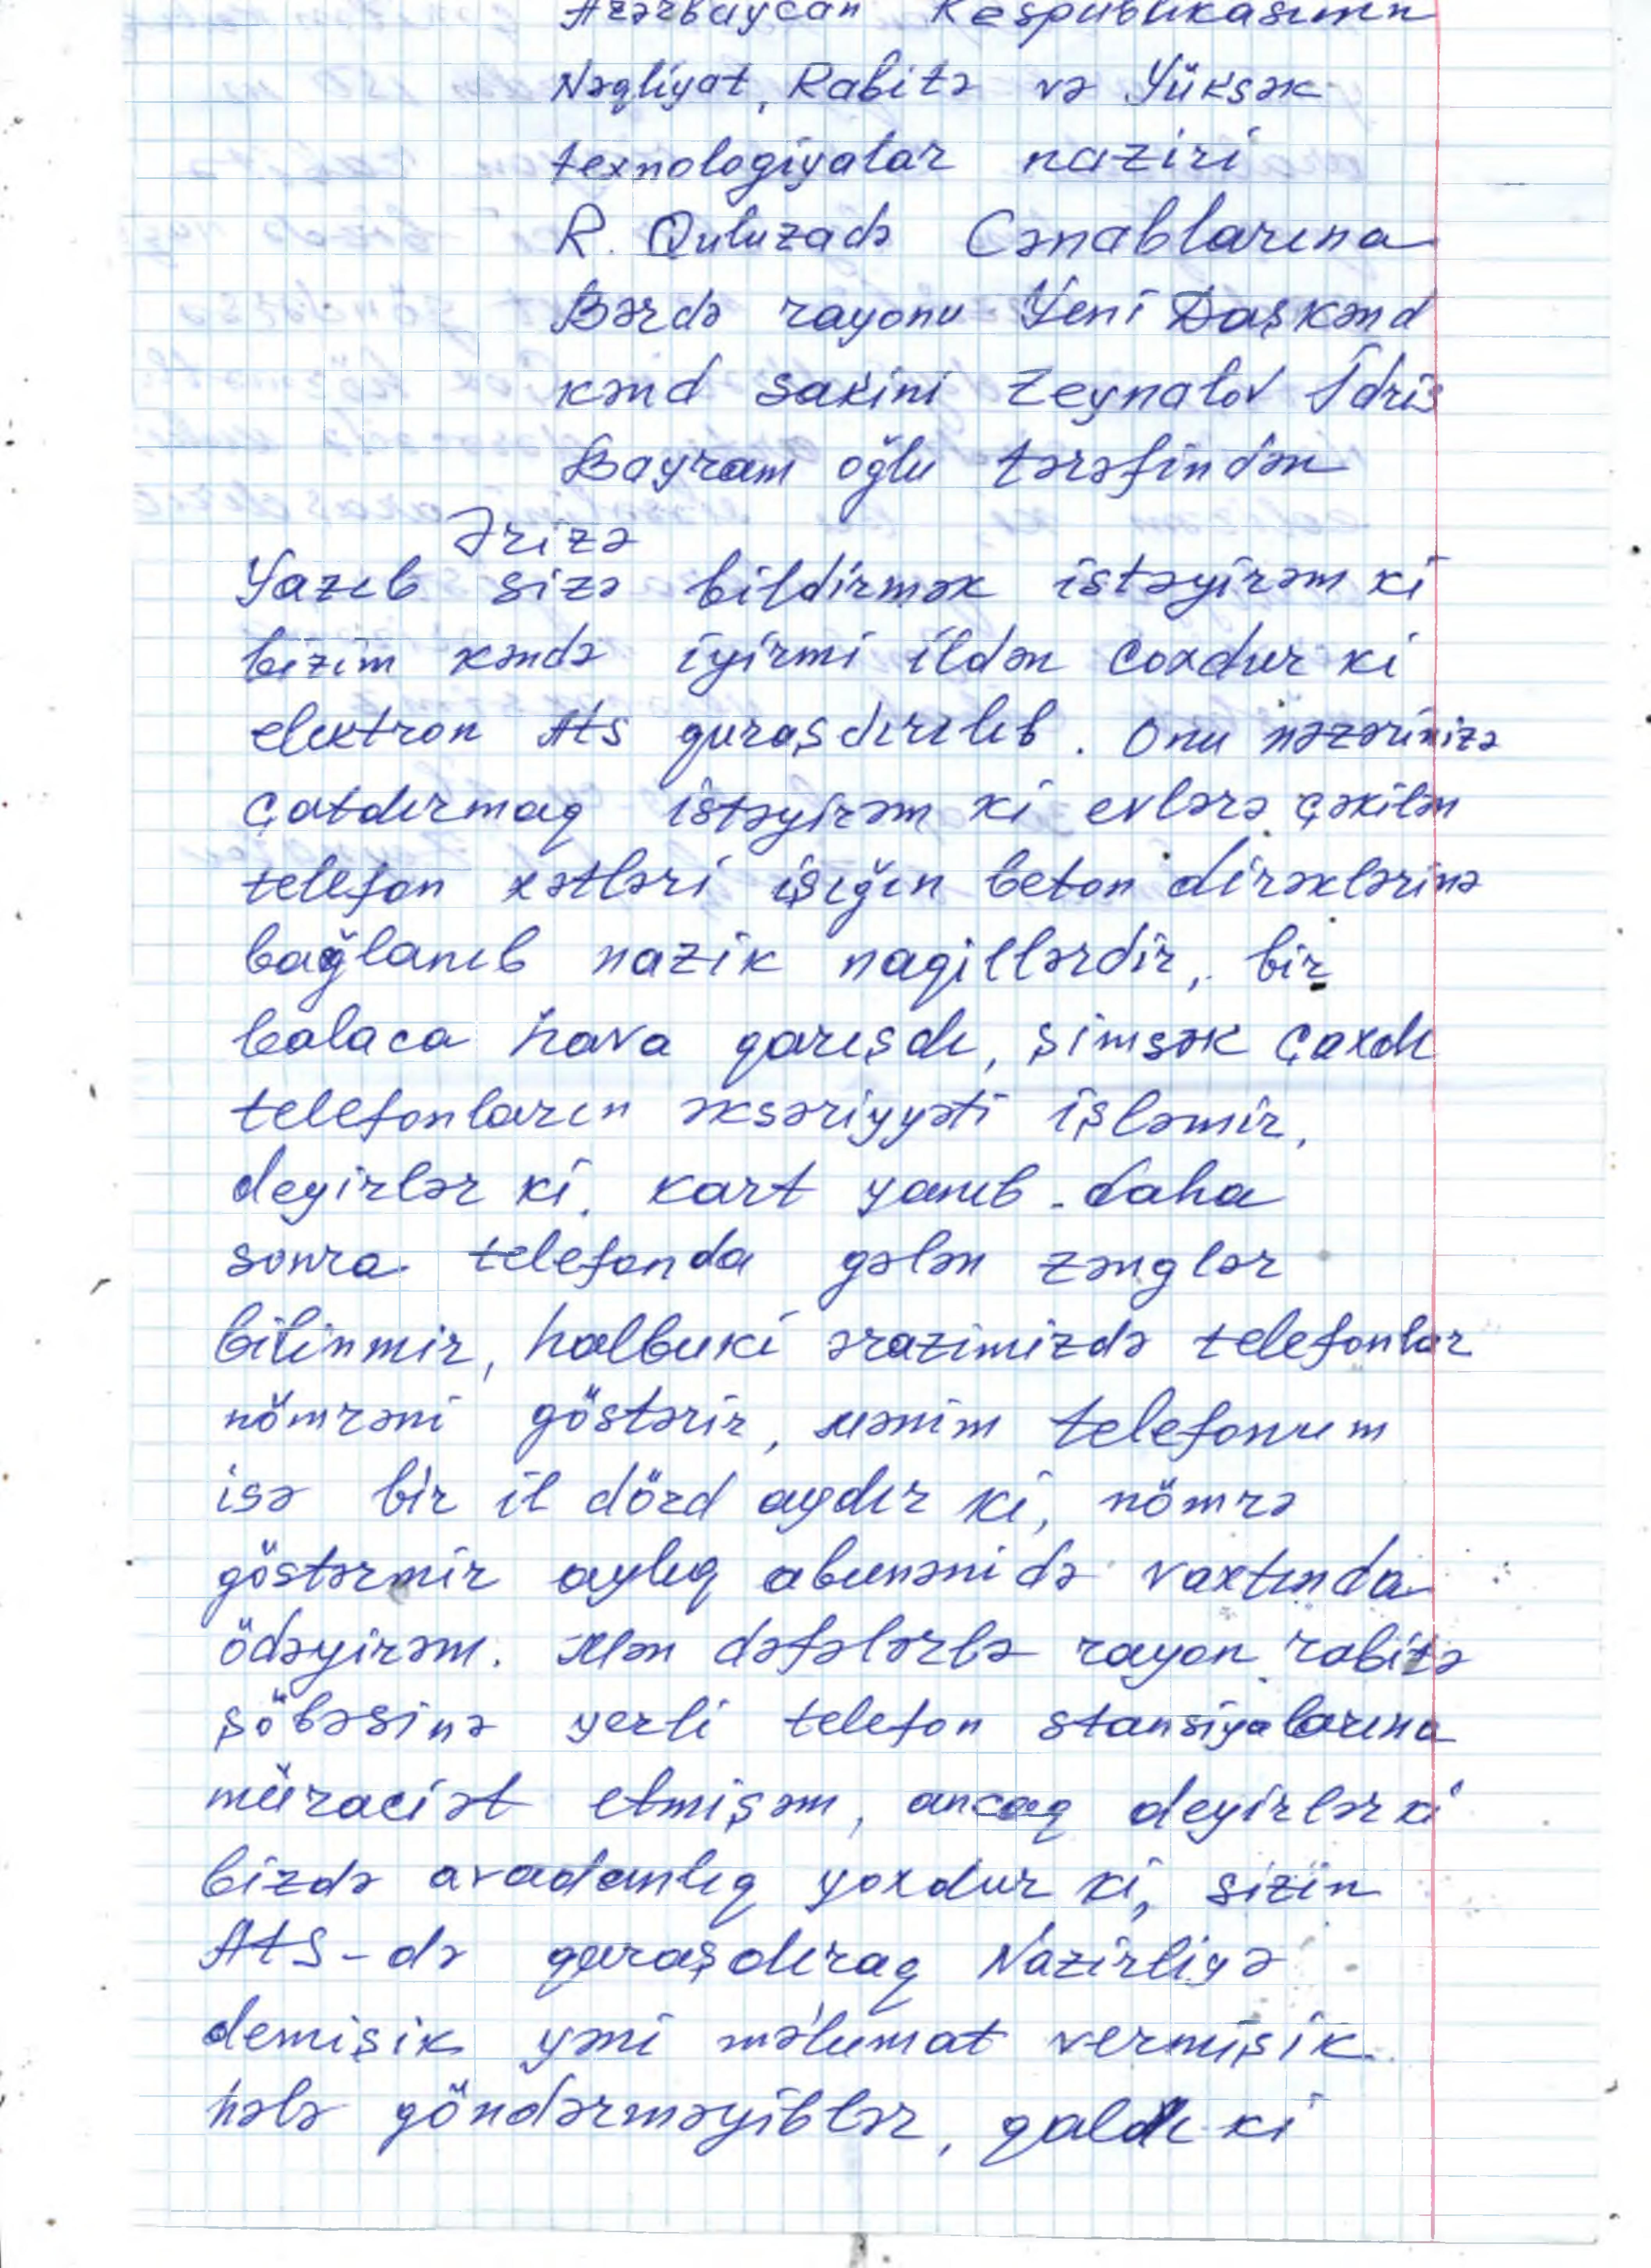 Azərbaycan Respublikasının
Nəqliyat, Rabitə və Yüksək
texnologiyalar naziri
R. Quluzadə Cənablarına
Bərdə rayonu Yeni Daşkənd
kənd sakini Zeynalov İdris
Bayram oğlu tərəfindən
Ərizə
Yazıb sizə bildirmək istəyirəm ki
bizim kəndə iyirmi ildən çoxdur ki
elektron Ats quraşdırılıb. Onu nəzərinizə
çatdırmaq istəyirəm ki evlərə çəkilən
telefon xətləri işığın beton dirəklərinə
bağlanıb nazik nagillərdir, bir
balaca hava qarışdı, şimşək çaxdı
telefonların əksəriyyəti işləmir,
deyirlər ki, kart yanıb. daha
sonra telefonda gələn zənglər
bilinmir, halbuki ərazimizdə telefonlar
nömrəni göstərir, mənim telefonum
isə bir il dörd aydır ki, nömrə
göstərmir aylıq abunəni də vaxtında
ödəyirəm. Mən dəfələrlə rayon rabitə
şöbəsinə yerli telefon stansiyalarına
müraciət etmişəm, ancaq deyirlər ki
bizdə avadanlıq yoxdur ki, sizin
Ats-də quraşdıraq Nazirliyə
demişik yəni mə'lumat vermişik
hələ göndərməyiblər, qaldı ki